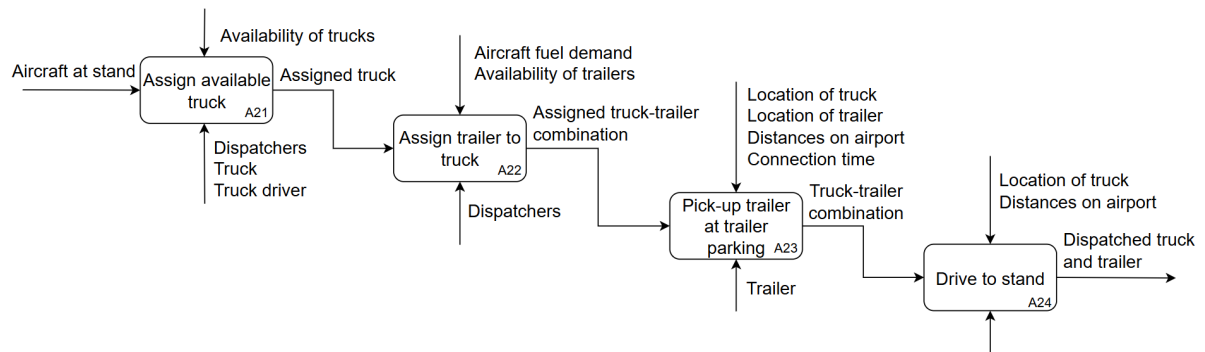 Availability of trucks
Aircraft at stand
Assign available
truck
A21
Assigned truck
Dispatchers
Truck
Truck driver
Aircraft fuel demand
Availability of trailers
Assign trailer to
truck
A22
Assigned truck-trailer
combination
Dispatchers
Location of truck
Location of trailer
Distances on airport
Connection time
Pick-up trailer
at trailer
parking
A23
Truck-trailer
combination
Trailer
Location of truck
Distances on airport
Drive to stand
A24
Dispatched truck
and trailer